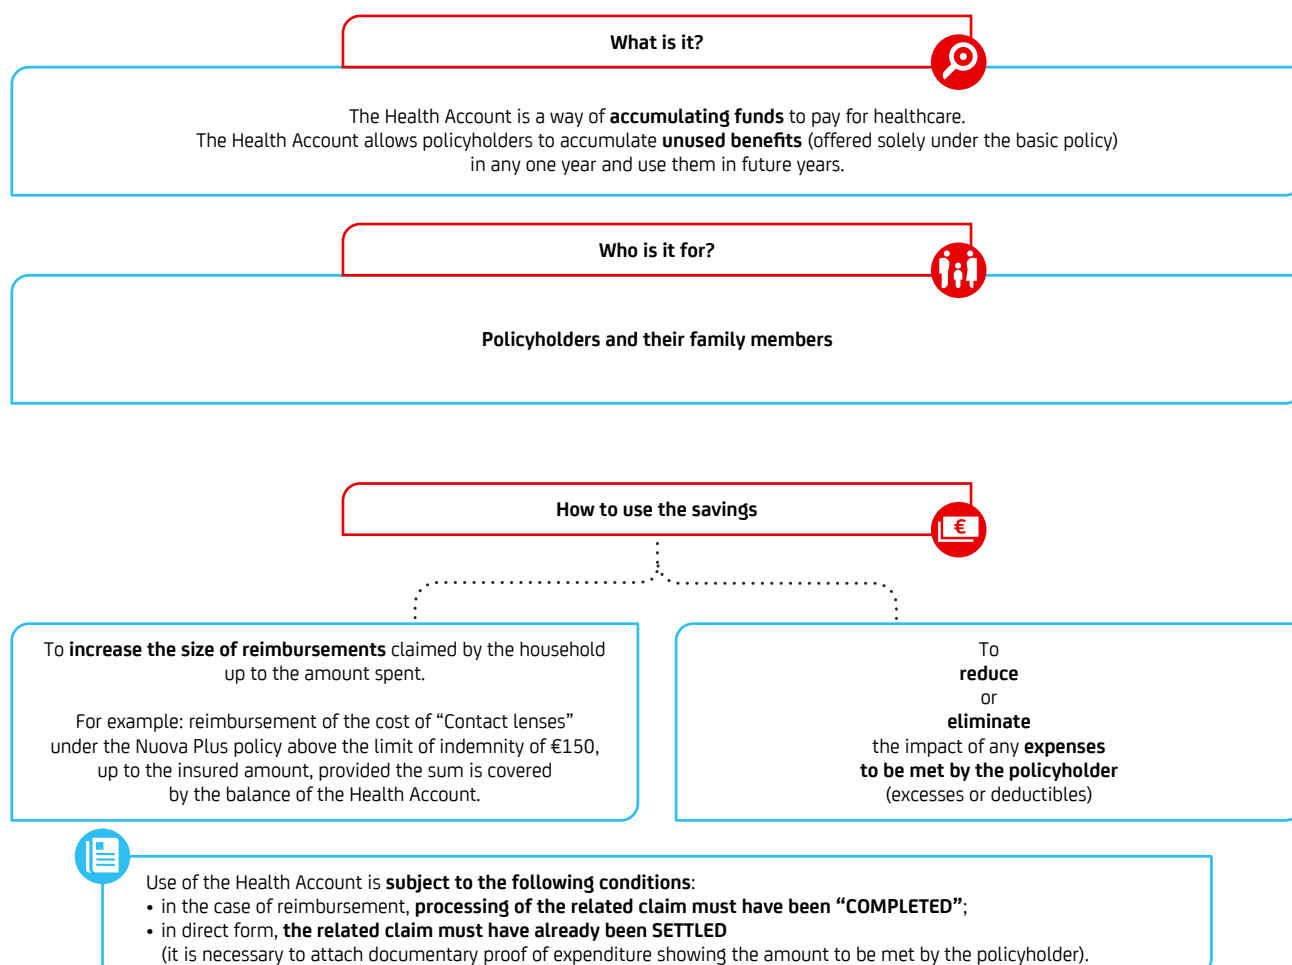 What is it?
The Health Account is a way of accumulating funds to pay for healthcare.
The Health Account allows policyholders to accumulate unused benefits (offered solely under the basic policy)
in any one year and use them in future years.
Who is it for?
Policyholders and their family members
How to use the savings
€
To increase the size of reimbursements claimed by the household
up to the amount spent.
For example: reimbursement of the cost of “Contact lenses”
under the Nuova Plus policy above the limit of indemnity of €150,
up to the insured amount, provided the sum is covered
by the balance of the Health Account.
To
reduce
or
eliminate
the impact of any expenses
to be met by the policyholder
(excesses or deductibles)
Use of the Health Account is subject to the following conditions:
• in the case of reimbursement, processing of the related claim must have been “COMPLETED”;
• in direct form, the related claim must have already been SETTLED
(it is necessary to attach documentary proof of expenditure showing the amount to be met by the policyholder).